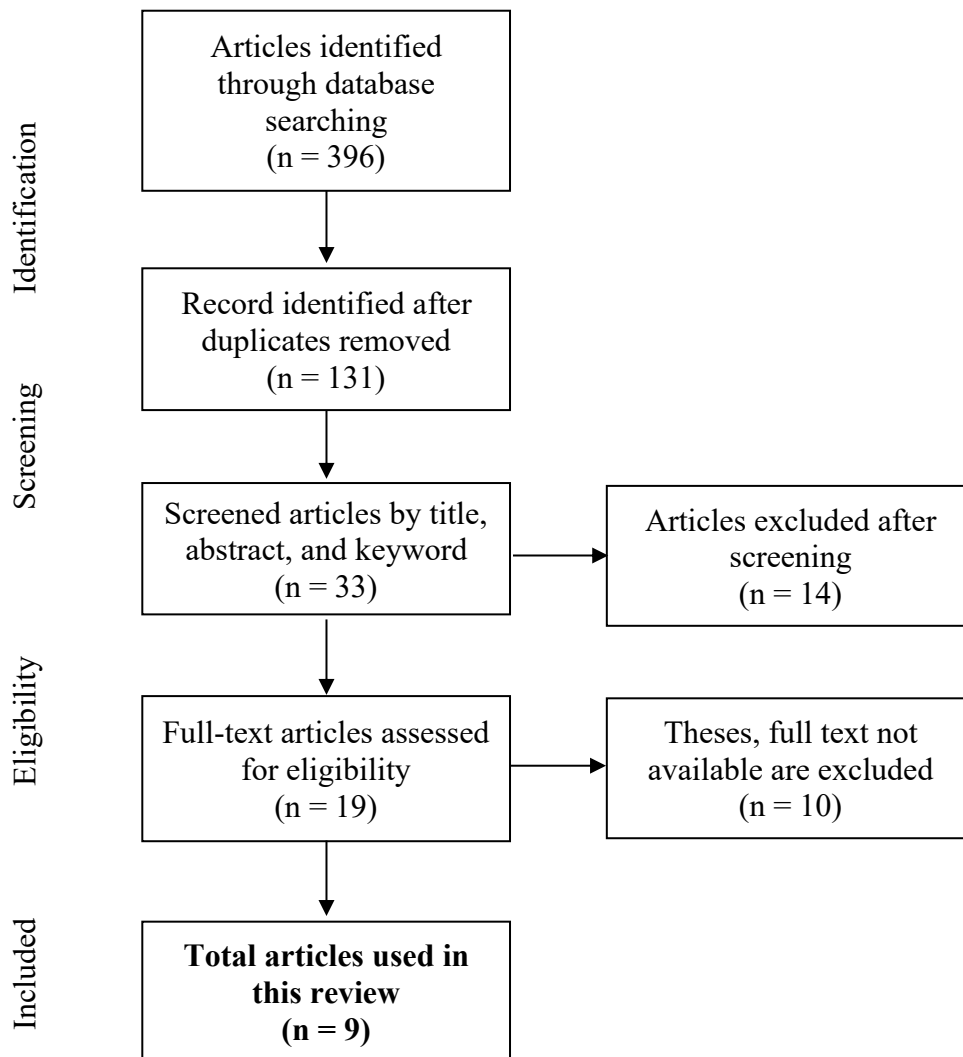 Identification
Articles identified
through database
searching
(n = 396)
Record identified after
duplicates removed
(n = 131)
Screening
Screened articles by title,
abstract, and keyword
(n = 33)
Articles excluded after
screening
(n = 14)
Eligibility
Full-text articles assessed
for eligibility
(n = 19)
Theses, full text not
available are excluded
(n = 10)
Included
Total articles used in
this review
(n = 9)